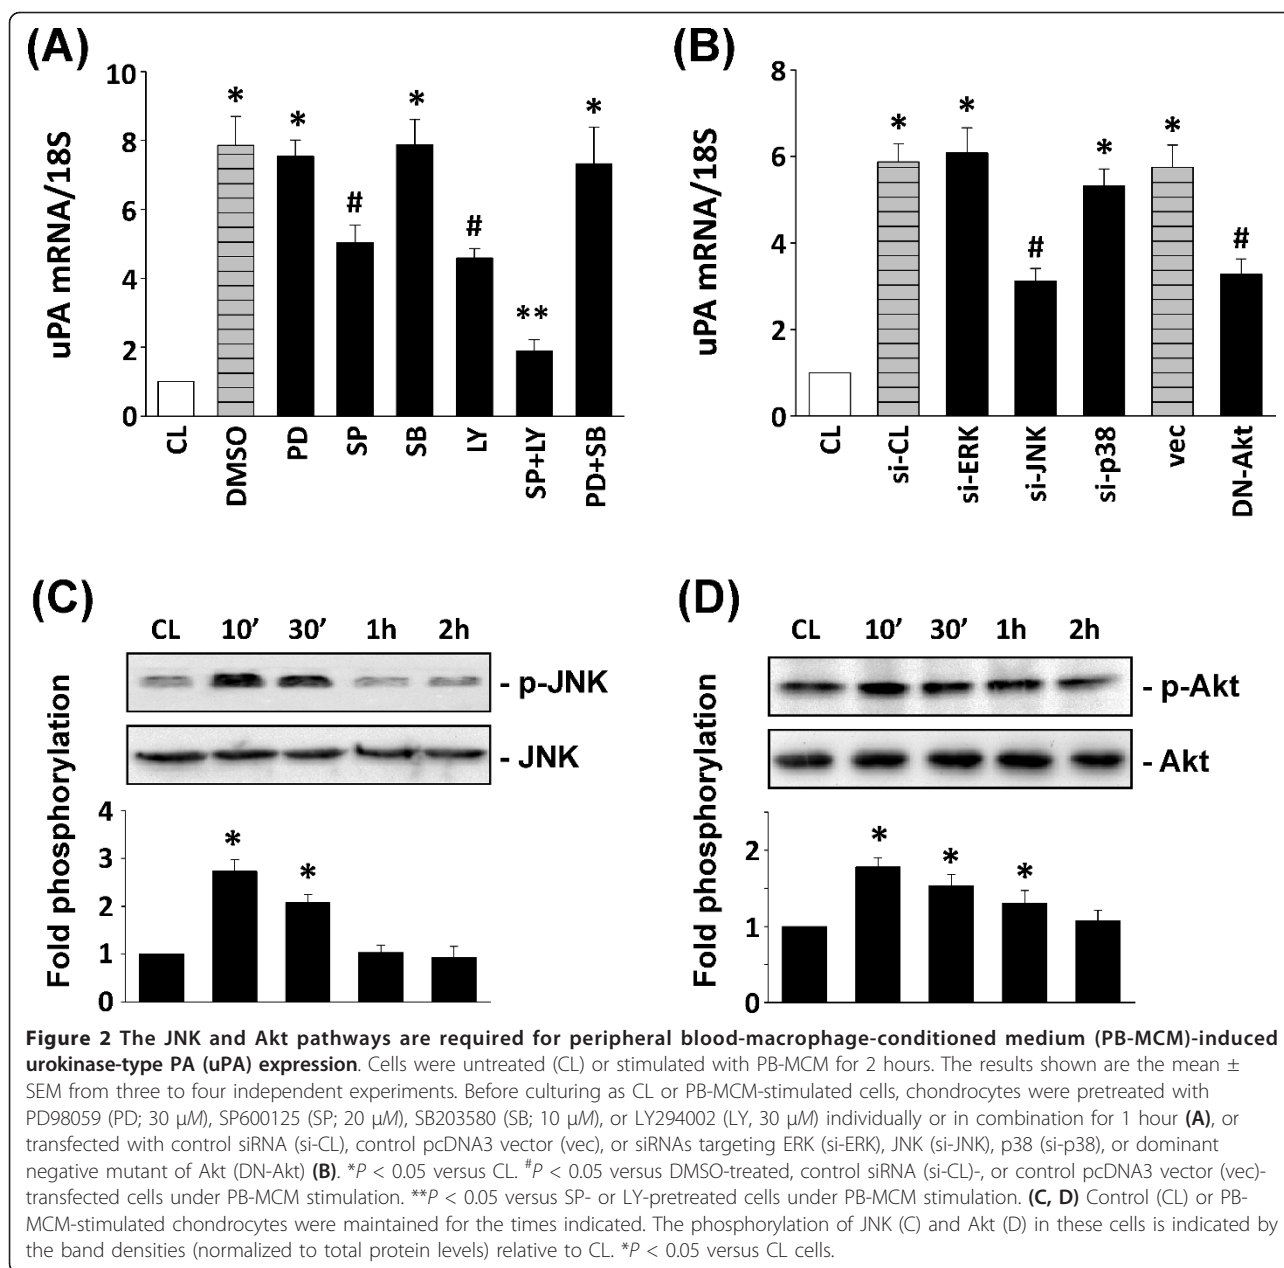 (A)
uPA mRNA/18S
10
8
6
4
2
0
*
*
#
*
#
**
*
CL
DMSO
PD
SP
SB
LY
SP+LY
PD+SB
(B)
uPA mRNA/18S
8
6
4
2
0
*
*
#
*
*
#
CL
si-CL
si-ERK
si-JNK
si-p38
vec
DN-Akt
(C)
CL 10’ 30’ 1h 2h
- p-JNK
- JNK
Fold phosphorylation
4
3
2
1
0
*
*
(D)
CL 10’ 30’ 1h 2h
- p-Akt
- Akt
Fold phosphorylation
2
1
0
*
*
*
Figure 2 The JNK and Akt pathways are required for peripheral blood-macrophage-conditioned medium (PB-MCM)-induced
urokinase-type PA (uPA) expression. Cells were untreated (CL) or stimulated with PB-MCM for 2 hours. The results shown are the mean ±
SEM from three to four independent experiments. Before culturing as CL or PB-MCM-stimulated cells, chondrocytes were pretreated with
PD98059 (PD; 30 μM), SP600125 (SP; 20 μM), SB203580 (SB; 10 μM), or LY294002 (LY, 30 μM) individually or in combination for 1 hour (A), or
transfected with control siRNA (si-CL), control pcDNA3 vector (vec), or siRNAs targeting ERK (si-ERK), JNK (si-JNK), p38 (si-p38), or dominant
negative mutant of Akt (DN-Akt) (B). *P < 0.05 versus CL. #P < 0.05 versus DMSO-treated, control siRNA (si-CL)-, or control pcDNA3 vector (vec)-
transfected cells under PB-MCM stimulation. **P < 0.05 versus SP- or LY-pretreated cells under PB-MCM stimulation. (C, D) Control (CL) or PB-
MCM-stimulated chondrocytes were maintained for the times indicated. The phosphorylation of JNK (C) and Akt (D) in these cells is indicated by
the band densities (normalized to total protein levels) relative to CL. *P < 0.05 versus CL cells.